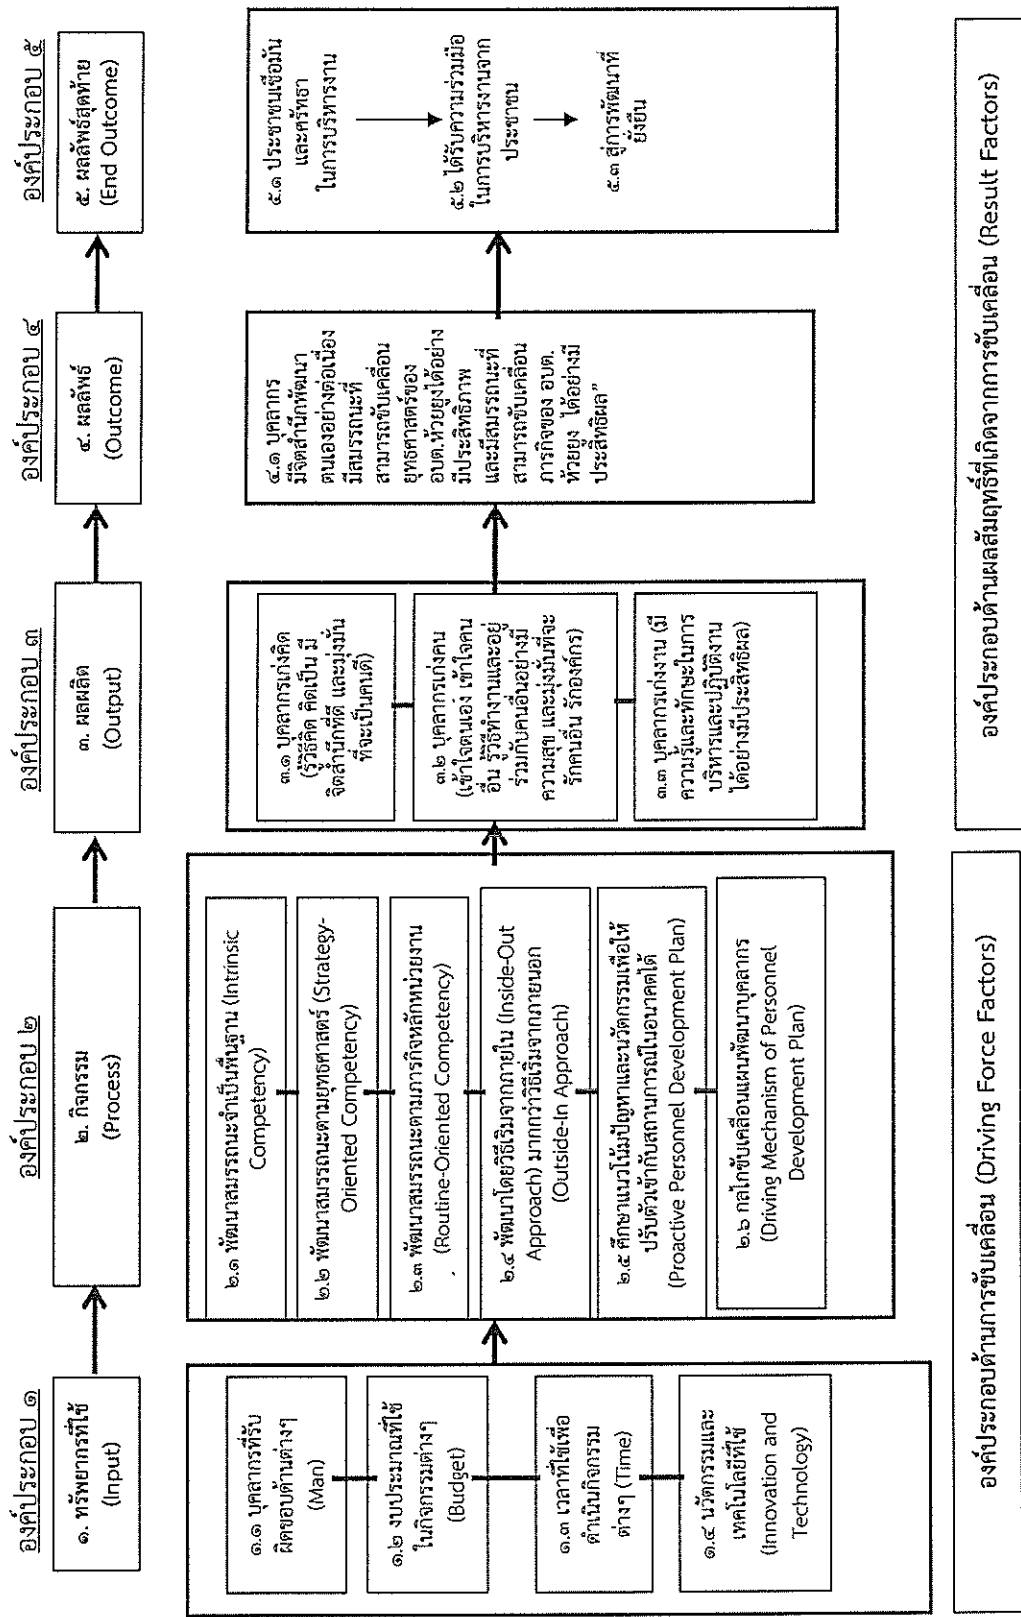 องค์ประกอบ ๑
๑. ทรัพยากรที่ใช้
(Input)
๑.๑ บุคลากรที่รับ
ผิดชอบด้านต่างๆ
(Man)
๑.๒ งบประมาณที่ใช้
ในกิจกรรมต่างๆ
(Budget)
๑.๓ เวลาที่ใช้เพื่อ
ดำเนินกิจกรรม
ต่างๆ (Time)
๑.๔ นวัตกรรมและ
เทคโนโลยีที่ใช้
(Innovation and
Technology)
องค์ประกอบ ๒
๒. กิจกรรม
(Process)
๒.๑ พัฒนาสมรรถนะจำเป็นพื้นฐาน (Intrinsic
Competency)
๒.๒ พัฒนาสมรรถนะตามยุทธศาสตร์ (Strategy-
Oriented Competency)
๒.๓ พัฒนาสมรรถนะตามภารกิจหลักหน่วยงาน
(Routine-Oriented Competency)
๒.๔ พัฒนโดยวิธีเริ่มจากภายใน (Inside-Out
Approach) มากกว่าวิธีเริ่มจากภายนอก
(Outside-In Approach)
๒.๕ ศึกษาแนวโน้มปัญหาและนวัตกรรมเพื่อให้
ปรับตัวเข้ากับสถานการณ์ในอนาคตได้
(Proactive Personnel Development Plan)
๒.๖ กลไกขับเคลื่อนแผนพัฒนาบุคลากร
(Driving Mechanism of Personnel
Development Plan)
องค์ประกอบ ๓
๓. ผลผลิต
(Output)
๓.๑ บุคลากรเก่งคิด
(รู้วิธีคิด คิดเป็น มี
จิตสำนึกที่ดี และมุ่งมั่น
ที่จะเป็นคนดี)
๓.๒ บุคลากรเก่งคน
(เข้าใจตนเอง เข้าใจคน
อื่น รู้วิธีทำงานและอยู่
ร่วมกับคนอื่นอย่างมี
ความสุข และมุ่งมั่นที่จะ
รักคนอื่น รักองค์กร)
๓.๓ บุคลากรเก่งงาน (มี
ความรู้และทักษะในการ
บริหารและปฏิบัติงาน
ได้อย่างมีประสิทธิผล)
องค์ประกอบ ๔
๔. ผลลัพธ์
(Outcome)
๔.๑ บุคลากร
มีจิตสำนึกพัฒนา
ตนเองอย่างต่อเนื่อง
มีสมรรถนะที่
สามารถขับเคลื่อน
ยุทธศาสตร์ของ
อบต.ห้วยยูงได้อย่าง
มีประสิทธิภาพ
และมีสมรรถนะที่
สามารถขับเคลื่อน
ภารกิจของ อบต.
ห้วยยูง ได้อย่างมี
ประสิทธิผล”
องค์ประกอบ ๕
๕. ผลลัพธ์สุดท้าย
(End Outcome)
๕.๑ ประชาชนเชื่อมั่น
และศรัทธา
ในการบริหารงาน
๕.๒ ได้รับความร่วมมือ
ในการบริหารงานจาก
ประชาชน
๕.๓ สู่การพัฒนาที่
ยั่งยืน
องค์ประกอบด้านการขับเคลื่อน (Driving Force Factors)
องค์ประกอบด้านผลสัมฤทธิ์ที่เกิดจากการขับเคลื่อน (Result Factors)